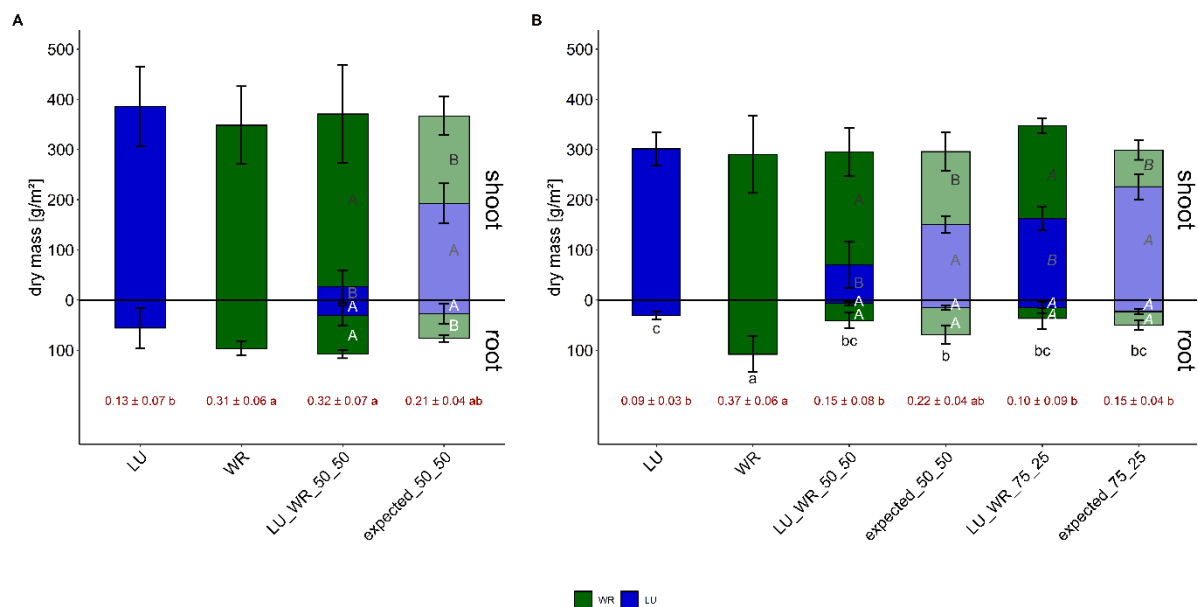 A
B
500
400
300
200
100
0
100
dry mass [g/m²]
shoot
root
A
B
A
A
B
A
A
B
0.13 ± 0.07 b
0.31 ± 0.06 a
0.32 ± 0.07 a
0.21 ± 0.04 ab
LU
WR
LU_WR_50_50
expected_50_50
500
400
300
200
100
0
100
dry mass [g/m²]
shoot
root
A
B
A
A
B
A
A
A
A
B
A
A
B
A
A
A
c
a
bc
b
bc
bc
0.09 ± 0.03 b
0.37 ± 0.06 a
0.15 ± 0.08 b
0.22 ± 0.04 ab
0.10 ± 0.09 b
0.15 ± 0.04 b
LU
WR
LU_WR_50_50
expected_50_50
LU_WR_75_25
expected_75_25
WR
LU